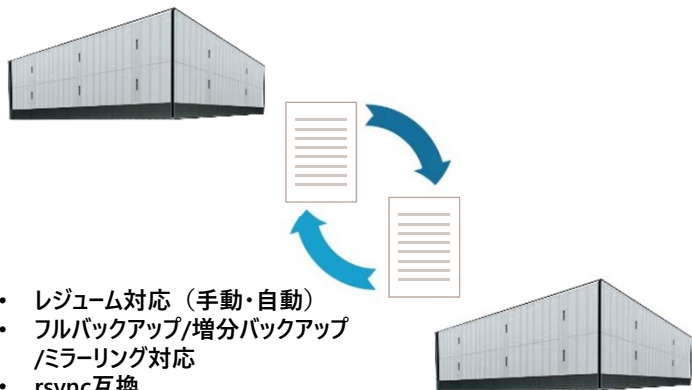 • レジューム対応（手動・自動）
• フルバックアップ/増分バックアップ
/ミラーリング対応
• rsync互換